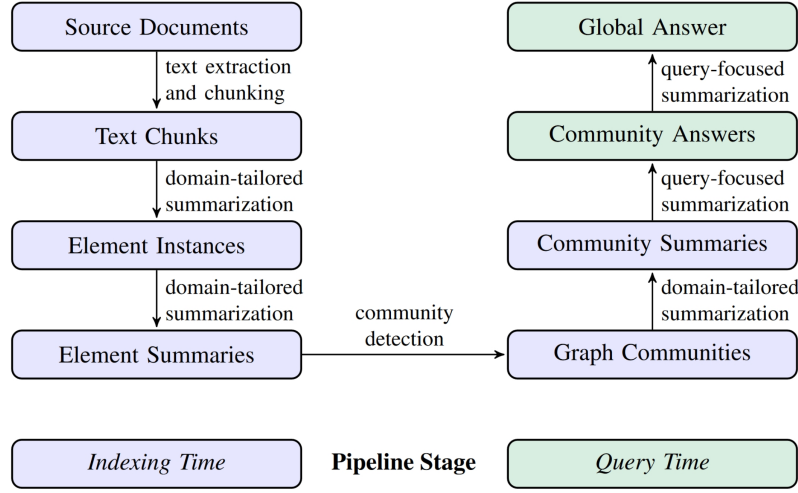 Source Documents
text extraction
and chunking
Text Chunks
domain-tailored
summarization
Element Instances
domain-tailored
summarization
Element Summaries
community
detection
Global Answer
query-focused
summarization
Community Answers
query-focused
summarization
Community Summaries
domain-tailored
summarization
Graph Communities
Indexing Time
Pipeline Stage
Query Time